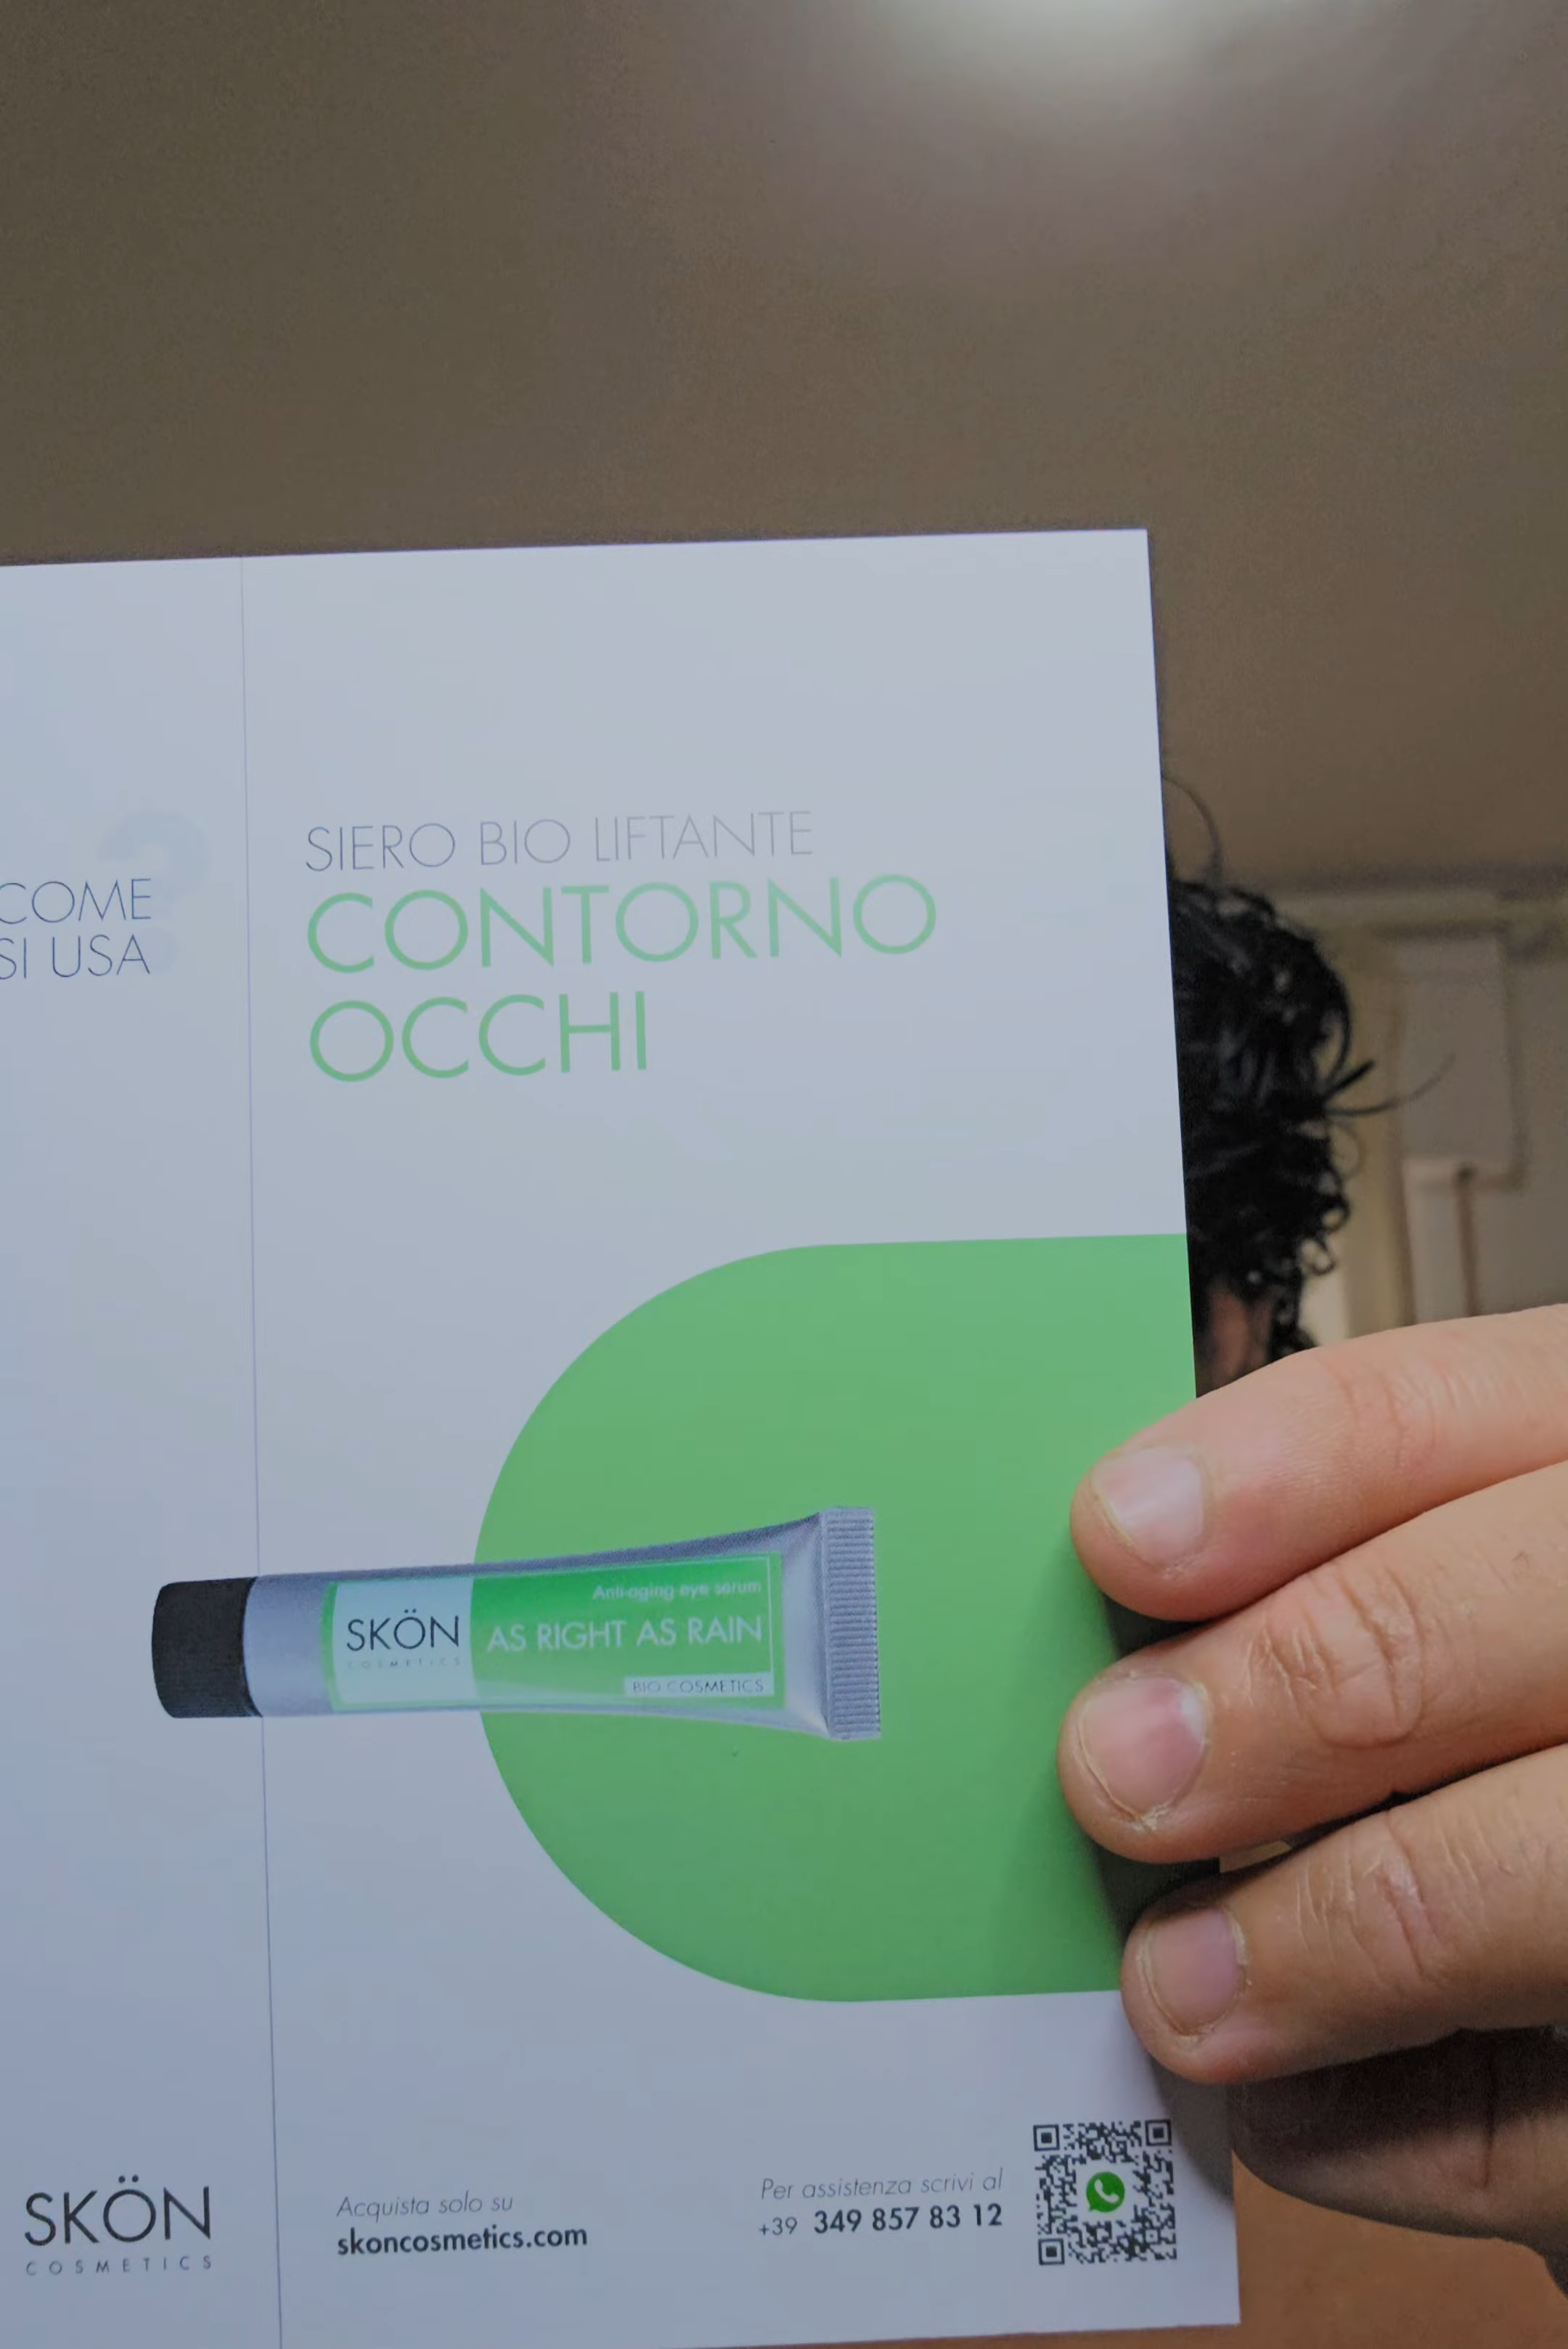 COME
SI USA
SKÖN
COSMETICS
SIERO BIO LIFTANTE
CONTORNO
OCCHI
SKÖN
COSMETICS
Anti-aging eye serum
AS RIGHT AS RAIN
BIO COSMETICS
Acquista solo su
skoncosmetics.com
Per assistenza scrivi al
+39 349 857 83 12